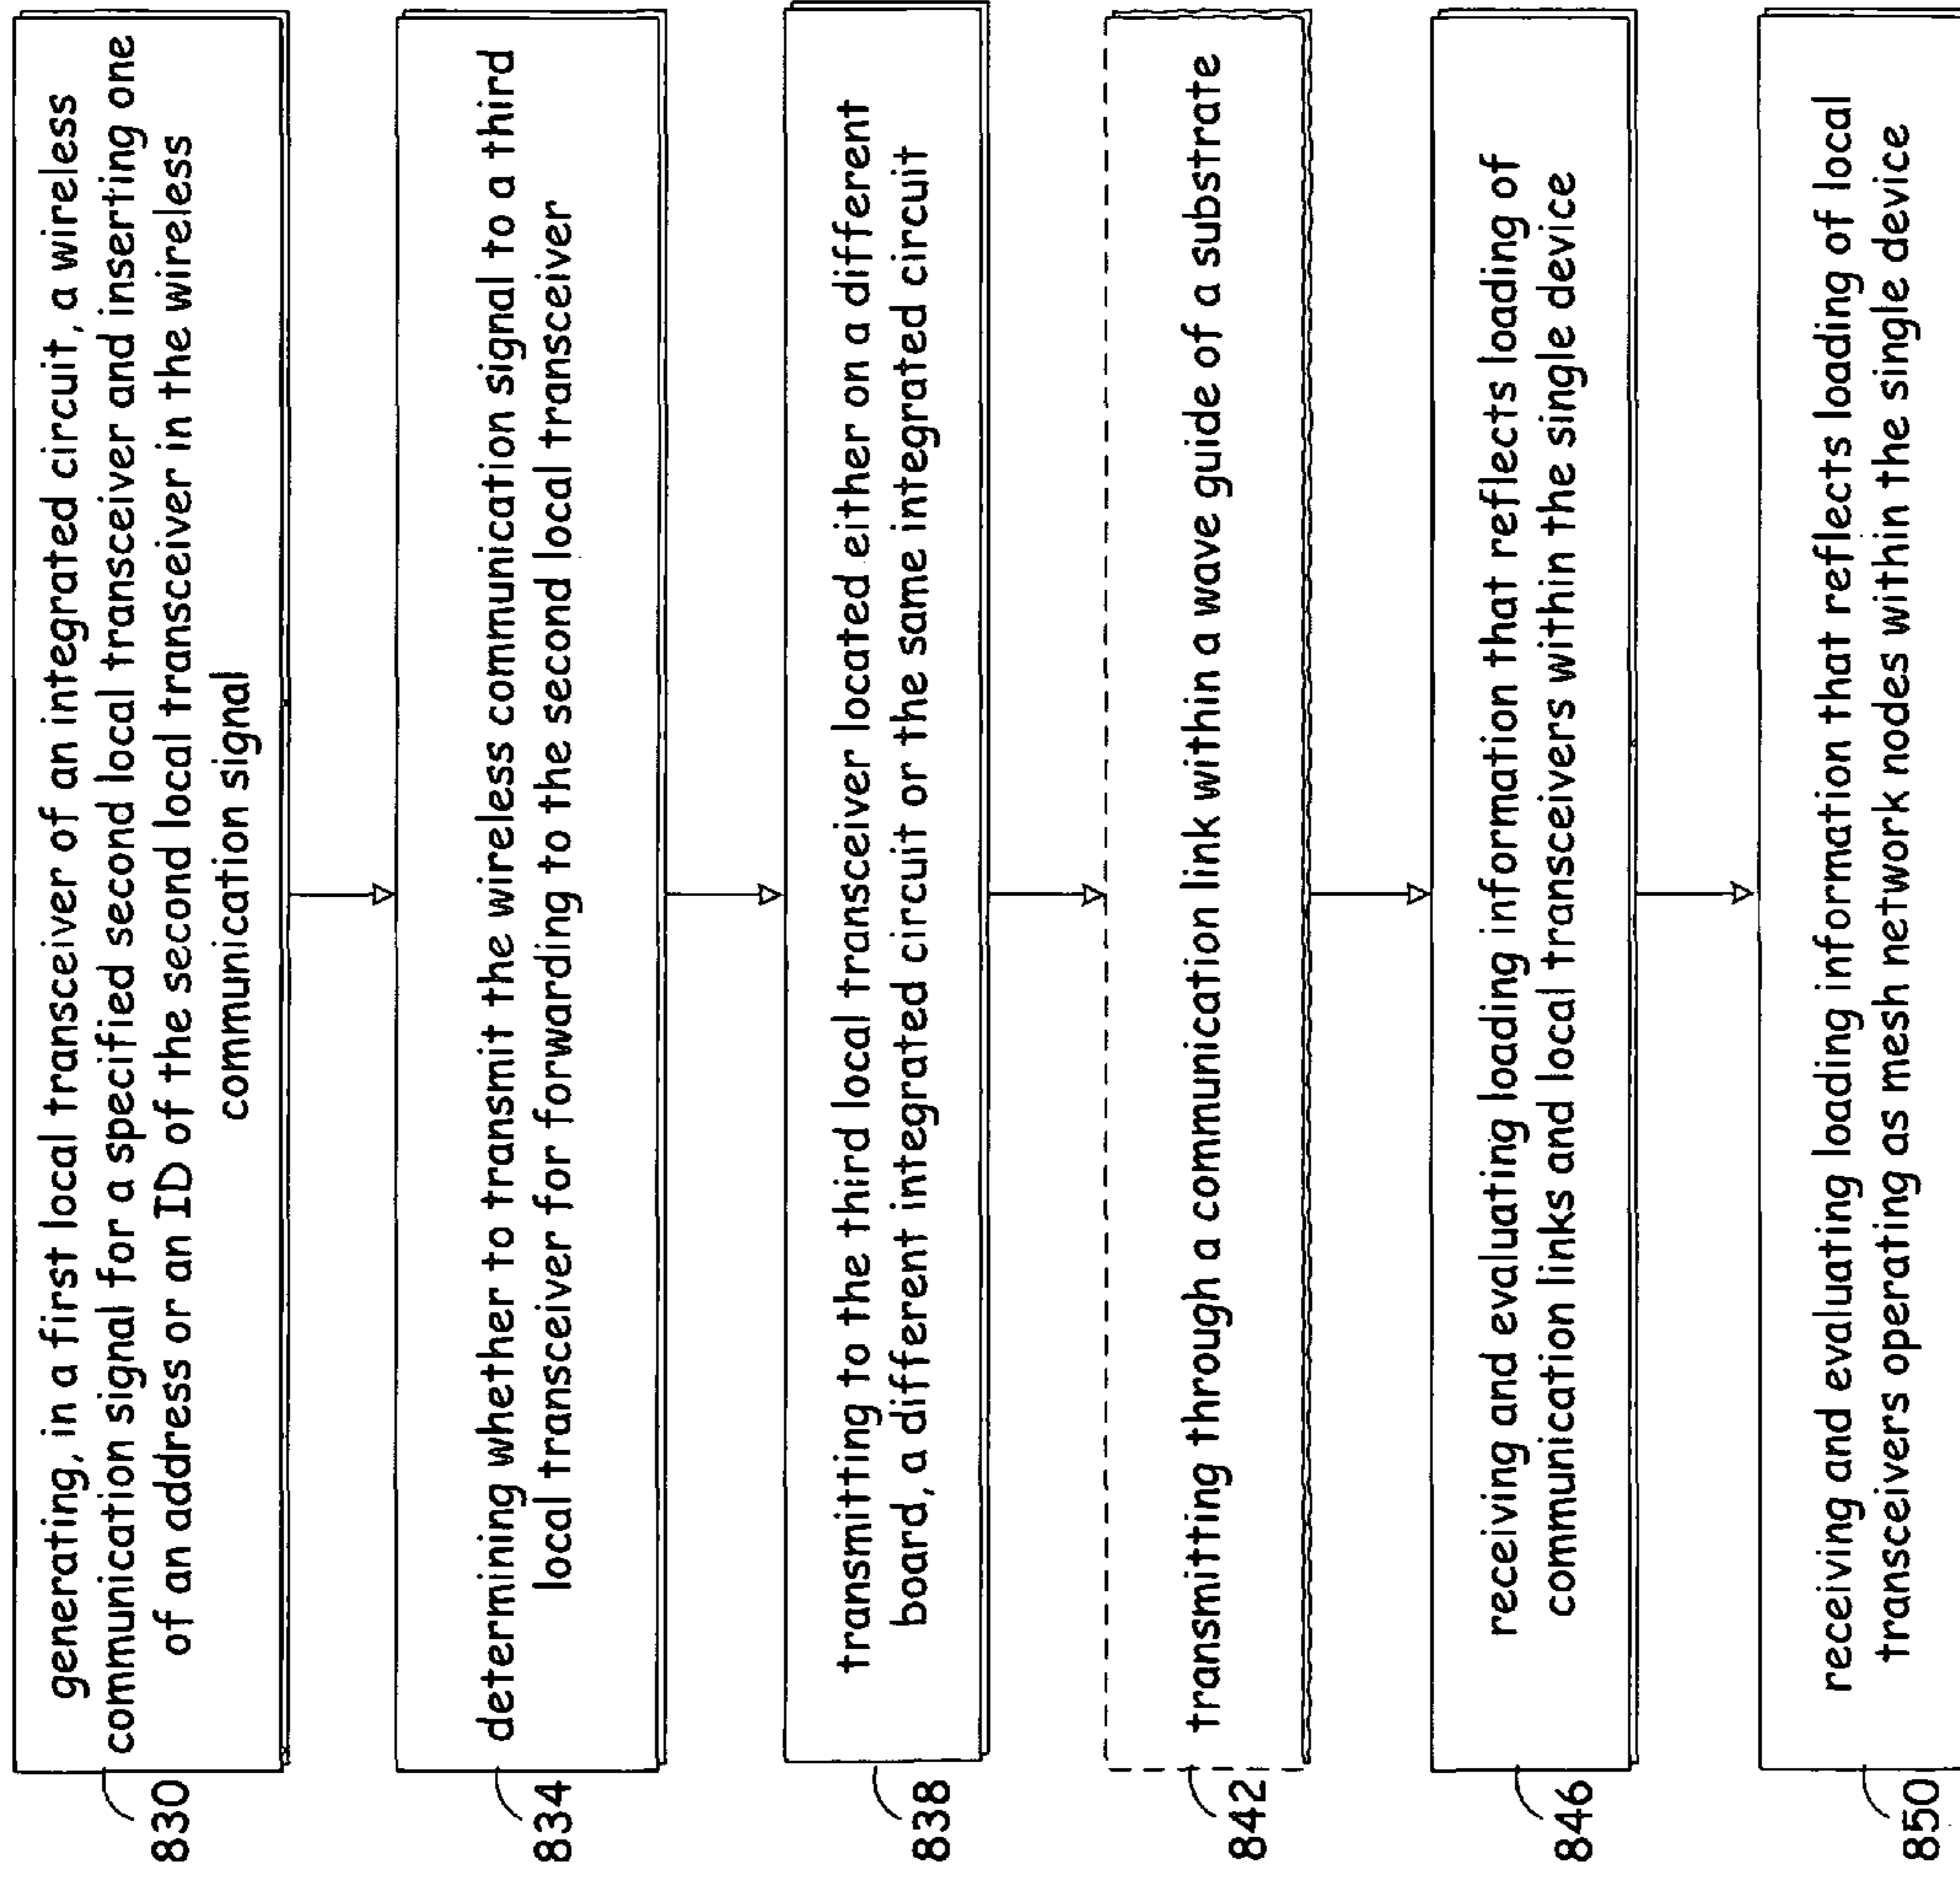 generating, in a first local transceiver of an integrated circuit, a wireless
communication signal for a specified second local transceiver and inserting one
of an address or an ID of the second local transceiver in the wireless
communication signal
830
determining whether to transmit the wireless communication signal to a third
local transceiver for forwarding to the second local transceiver
834
transmitting to the third local transceiver located either on a different
board, a different integrated circuit or the same integrated circuit
838
transmitting through a communication link within a wave guide of a substrate
842
receiving and evaluating loading information that reflects loading of
communication links and local transceivers within the single device
846
receiving and evaluating loading information that reflects loading of local
transceivers operating as mesh network nodes within the single device
850